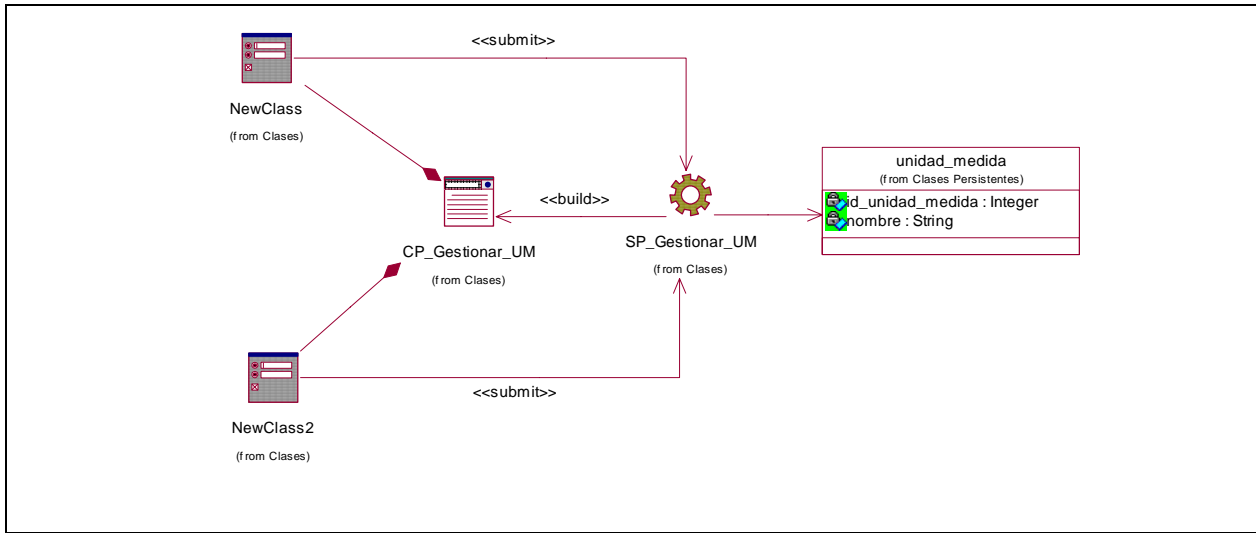 <<submit>>
NewClass
(from Clases)
unidad_medida
(from Clases Persistentes)
id_unidad_medida : Integer
nombre : String
<<build>>
CP_Gestionar_UM
(from Clases)
SP_Gestionar_UM
(from Clases)
<<submit>>
NewClass2
(from Clases)